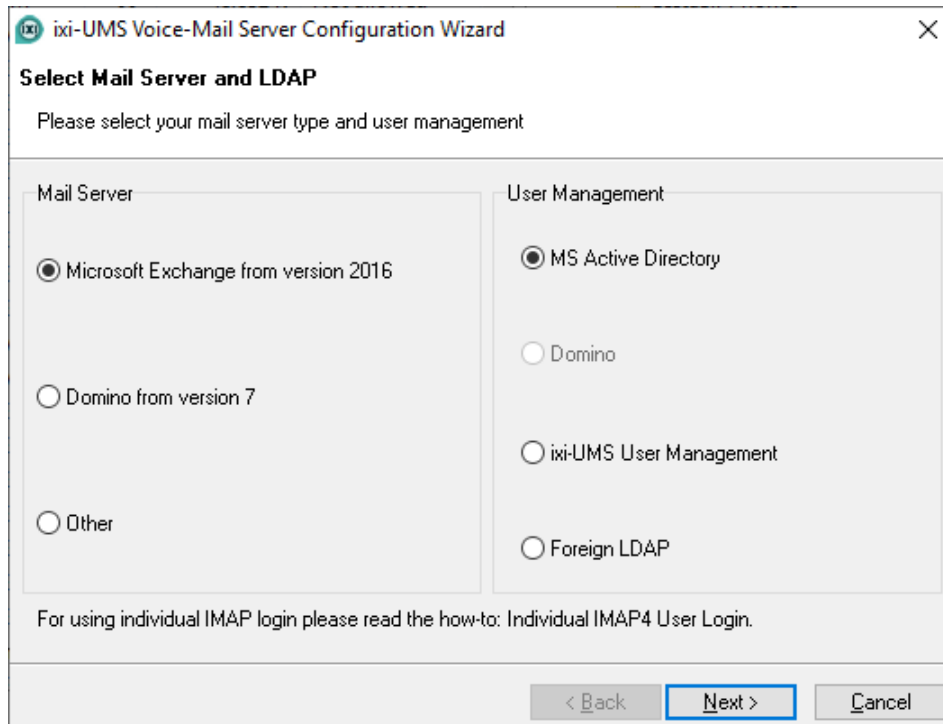 ixi-UMS Voice-Mail Server Configuration Wizard
Select Mail Server and LDAP
Please select your mail server type and user management
Mail Server
Microsoft Exchange from version 2016
Domino from version 7
Other
User Management
MS Active Directory
Domino
ixi-UMS User Management
Foreign LDAP
For using individual IMAP login please read the how-to: Individual IMAP4 User Login.
< Back
Next >
Cancel